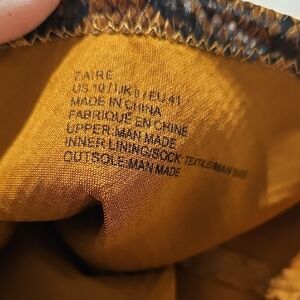 ZAIRE
US 10 / UK 8 / EU 41
MADE IN CHINA
FABRIQUE EN CHINE
UPPER:MAN MADE
INNER LINING/SOCK:TEXTILE/MAN MADE
OUTSOLE:MAN MADE